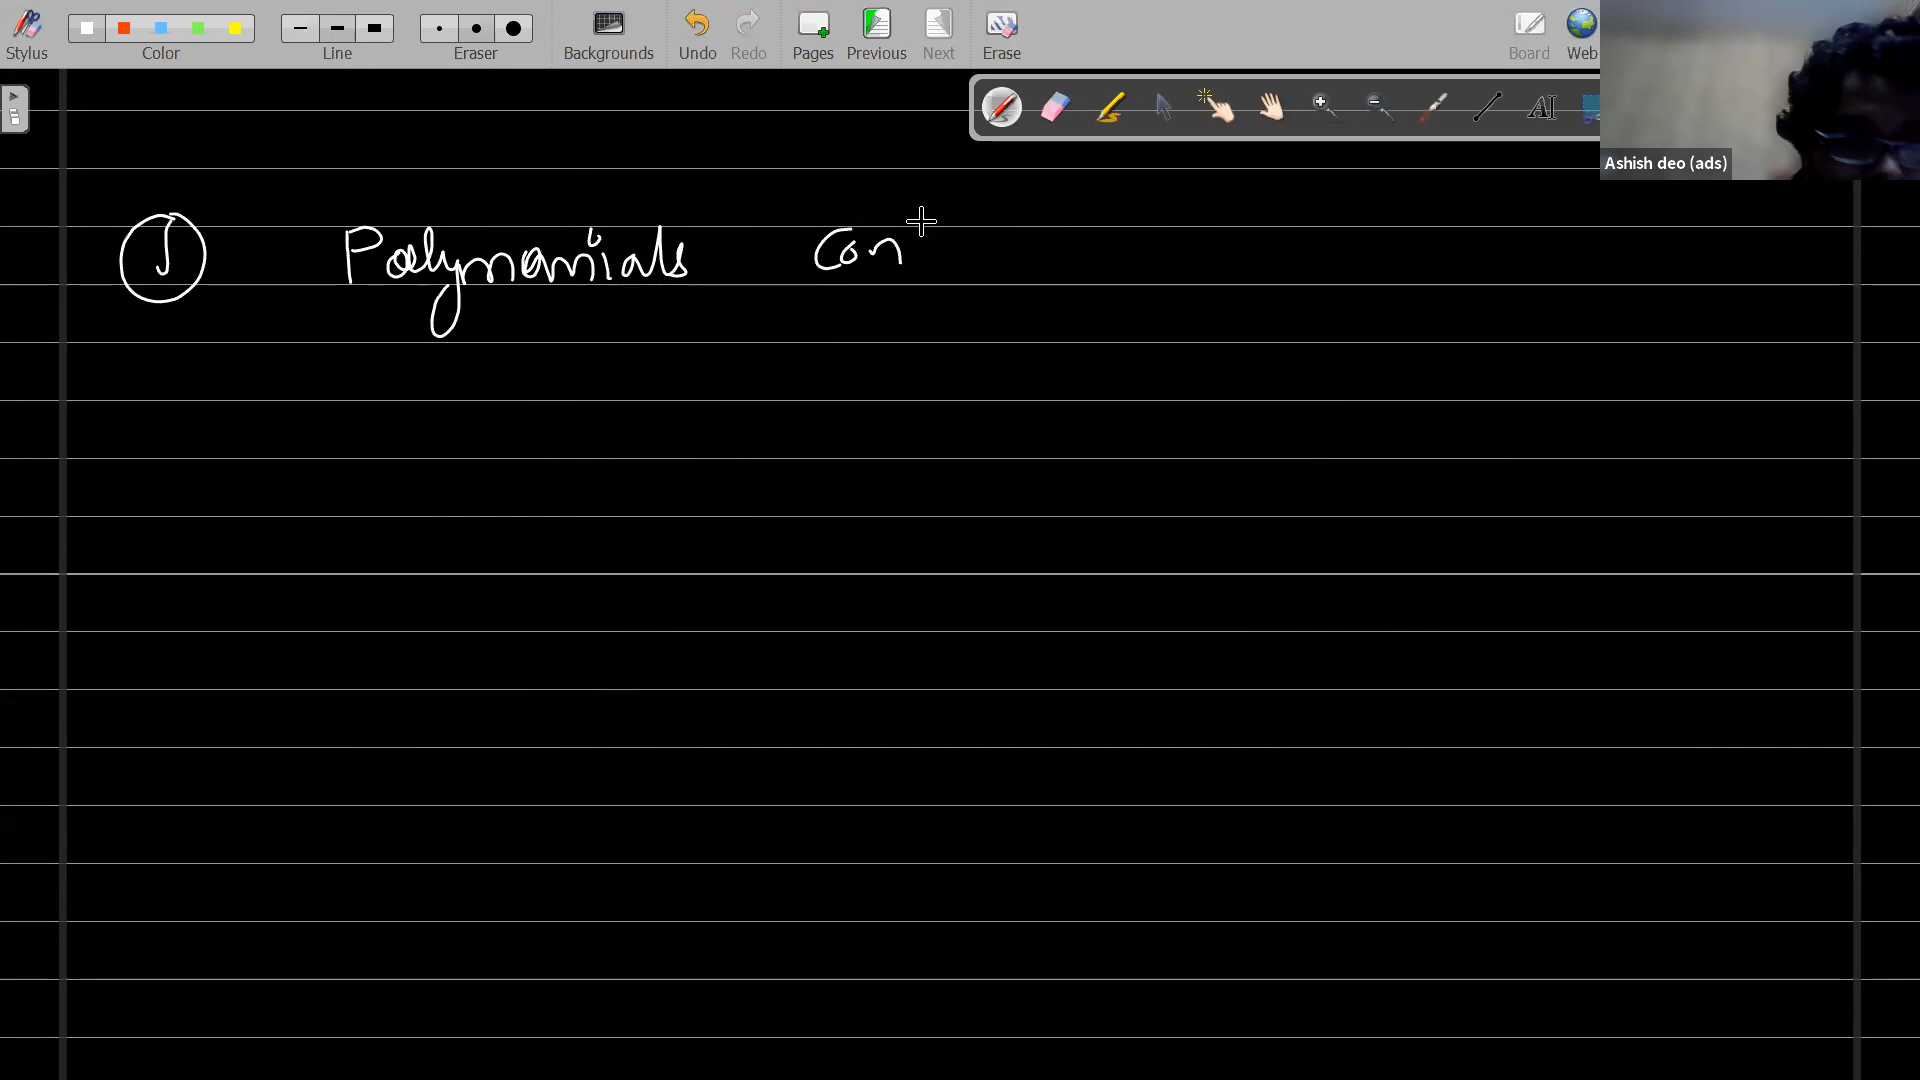 Stylus Color Line Eraser Backgrounds Undo Redo Pages Previous Next Erase Board Web
Ashish deo (ads)
① Polynomials Con